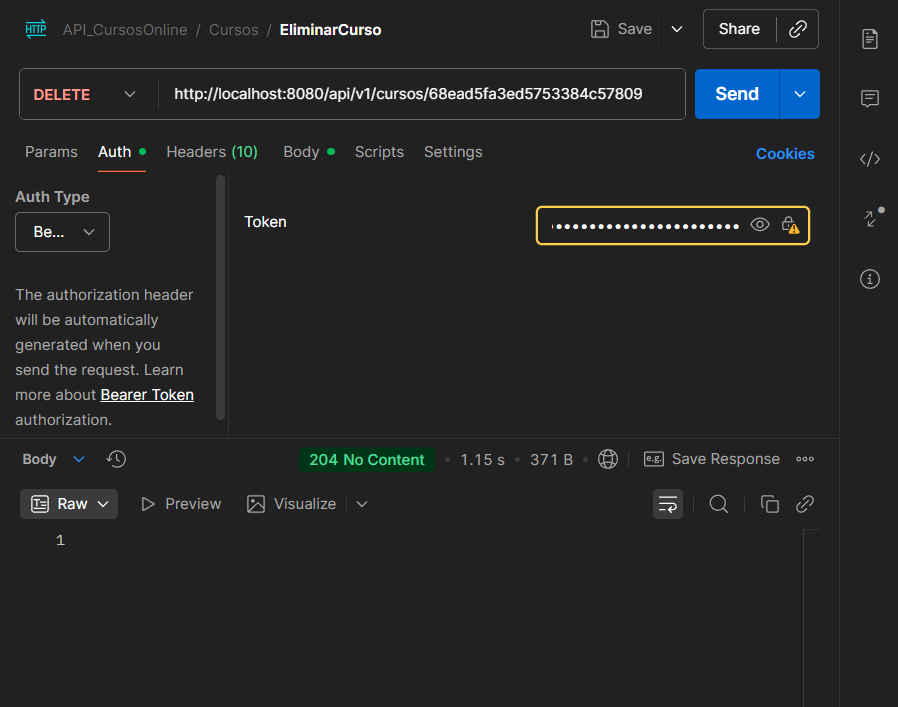 HTTP API_CursosOnline / Cursos / EliminarCurso Save Share
DELETE http://localhost:8080/api/v1/cursos/68ead5fa3ed5753384c57809 Send
Params Auth Headers (10) Body Scripts Settings Cookies
Auth Type
Be...
Token
The authorization header
will be automatically
generated when you
send the request. Learn
more about Bearer Token
authorization.
Body 204 No Content 1.15 s 371 B e.g. Save Response
Raw Preview Visualize
1